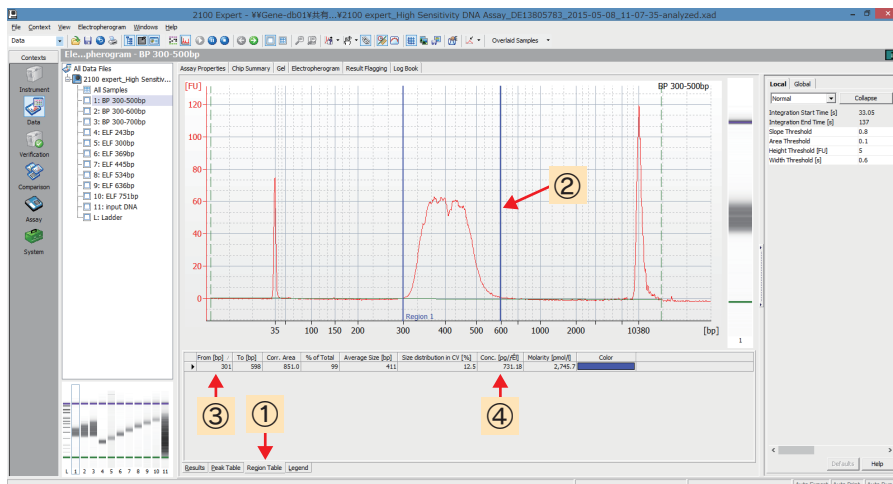 2100 Expert - ¥¥Gene-db01¥共有...¥2100 expert_High Sensitivity DNA Assay_DE13805783_2015-05-08_11-07-35-analyzed.xad
File Context View Electropherogram Windows Help
Data
Overlaid Samples
Contexts
Ele...pherogram - BP 300-500bp
Instrument
Data
Verification
Comparison
Assay
System
All Data Files
2100 expert_High Sensitiv...
All Samples
1: BP 300-500bp
2: BP 300-600bp
3: BP 300-700bp
4: ELF 243bp
5: ELF 300bp
6: ELF 369bp
7: ELF 445bp
8: ELF 534bp
9: ELF 636bp
10: ELF 751bp
11: input DNA
L: Ladder
Assay Properties Chip Summary Gel Electropherogram Result Flagging Log Book
[FU]
BP 300-500bp
120
100
80
60
40
20
0
②
Region 1
35 100 150 200 300 400 500 600 1000 2000 10380 [bp]
1
Local Global
Normal Collapse
Integration Start Time [s] 33.05
Integration End Time [s] 137
Slope Threshold 0.8
Area Threshold 0.1
Height Threshold [FU] 5
Width Threshold [s] 0.6
From [bp] / To [bp] Corr. Area % of Total Average Size [bp] Size distribution in CV [%] Conc. [pg/ƒÊl] Molarity [pmol/l] Color
301 598 851.0 99 411 12.5 731.18 2,745.7
③ ① ④
L 1 2 3 4 5 6 7 8 9 10 11
Results Peak Table Region Table Legend
Defaults Help